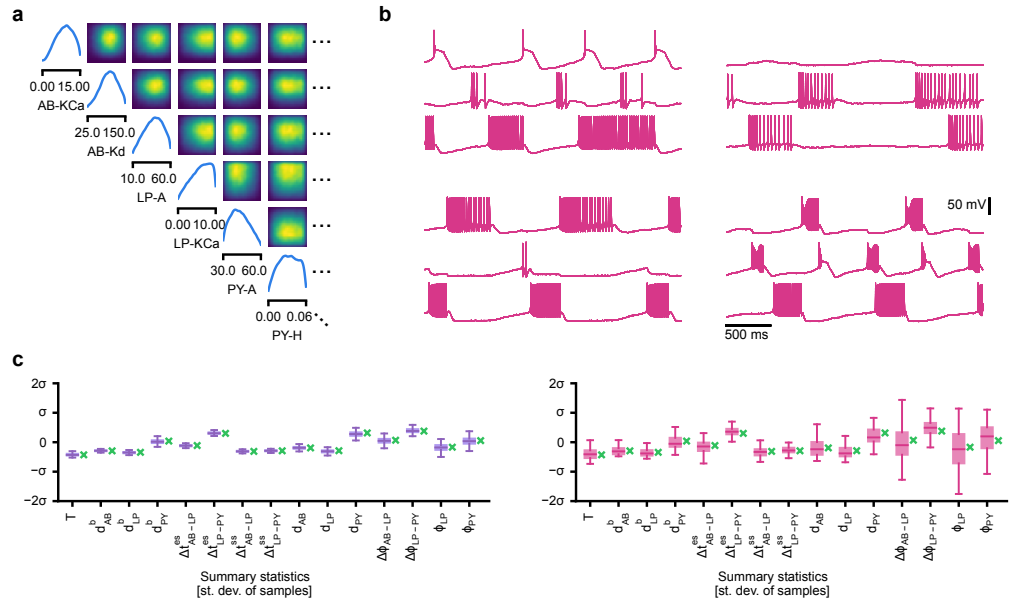 a
b
...
0.00 15.00
AB-KCa
...
25.0 150.0
AB-Kd
...
10.0 60.0
LP-A
...
0.00 10.00
LP-KCa
...
30.0 60.0
PY-A
...
0.00 0.06
PY-H
50 mV
500 ms
c
2σ
σ
0
−σ
−2σ
T
d^b_AB
d^b_LP
d^b_PY
Δt^es_AB−LP
Δt^es_LP−PY
Δt^ss_AB−LP
Δt^ss_LP−PY
d_AB
d_LP
d_PY
Δϕ_AB−LP
Δϕ_LP−PY
ϕ_LP
ϕ_PY
Summary statistics
[st. dev. of samples]
2σ
σ
0
−σ
−2σ
T
d^b_AB
d^b_LP
d^b_PY
Δt^es_AB−LP
Δt^es_LP−PY
Δt^ss_AB−LP
Δt^ss_LP−PY
d_AB
d_LP
d_PY
Δϕ_AB−LP
Δϕ_LP−PY
ϕ_LP
ϕ_PY
Summary statistics
[st. dev. of samples]